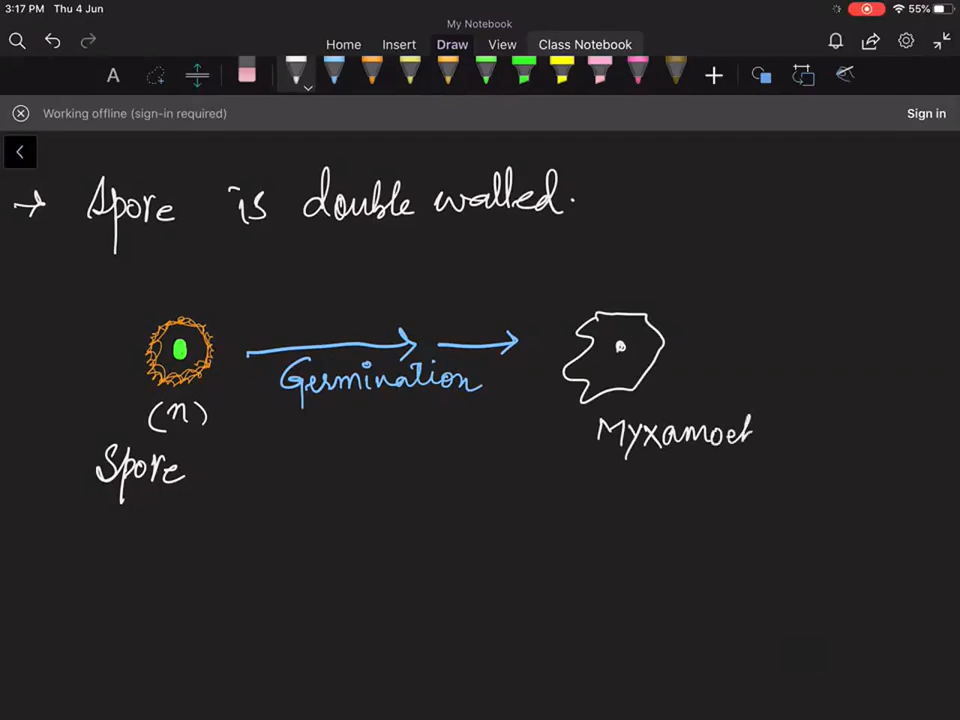 3:17 PM Thu 4 Jun
55%
My Notebook
Home Insert Draw View Class Notebook
A
Working offline (sign-in required) Sign in
→ Spore is double walled.
Germination
(n)
Myxamoeb
Spore